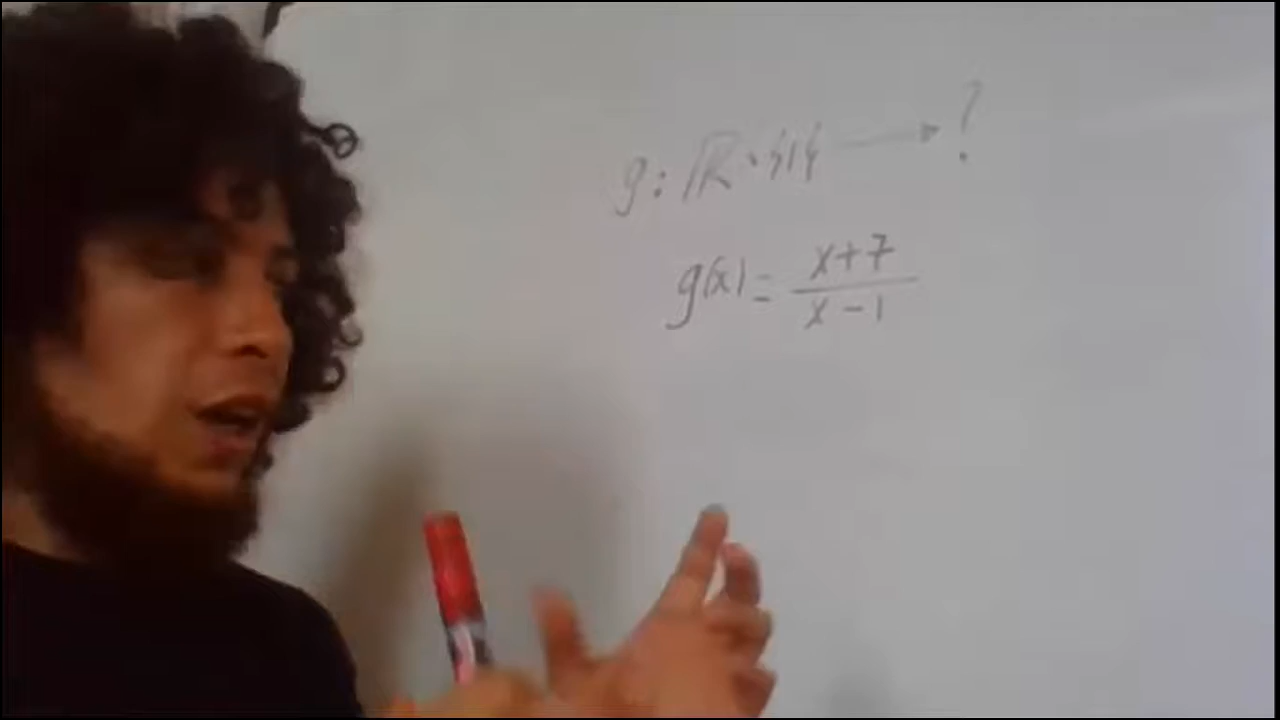 g: ℝ \ {1} → ?
g(x) = x+7 / x-1